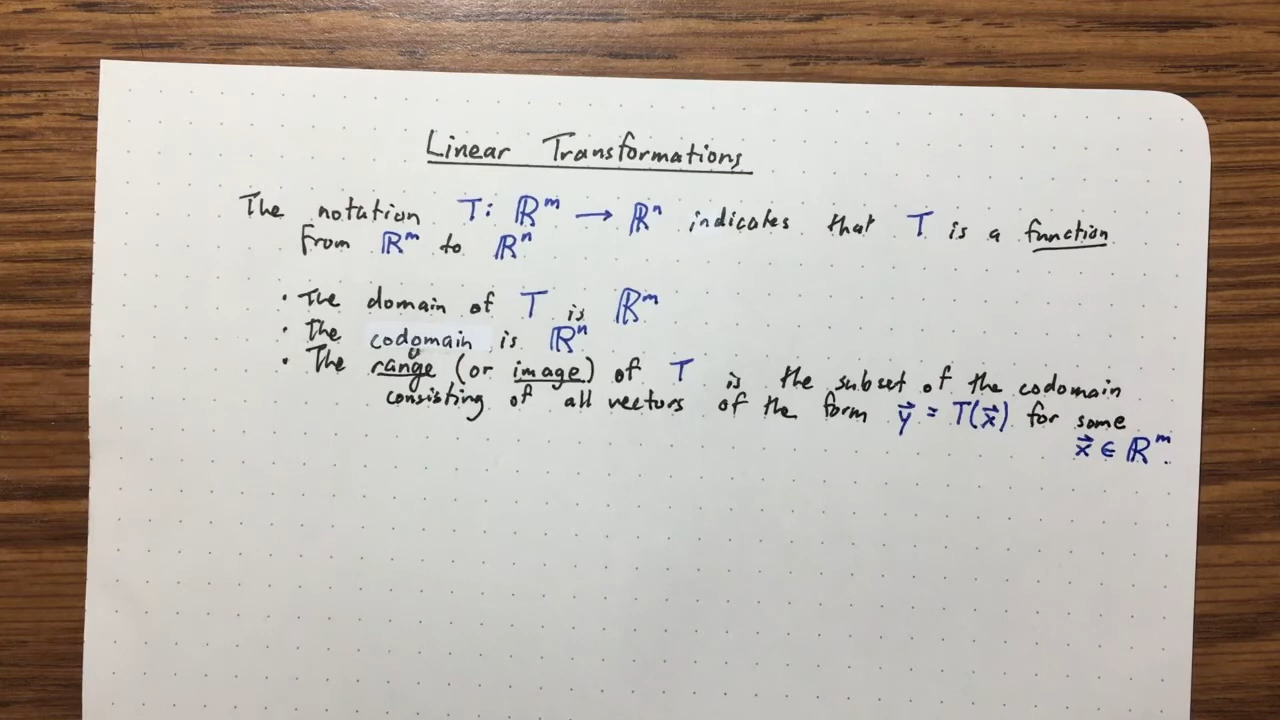 Linear Transformations
The notation T: ℝᵐ → ℝⁿ indicates that T is a function
from ℝᵐ to ℝⁿ
• The domain of T is ℝᵐ
• The codomain is ℝⁿ
• The range (or image) of T is the subset of the codomain
consisting of all vectors of the form y⃗ = T(x⃗) for some
x⃗ ∈ ℝᵐ.